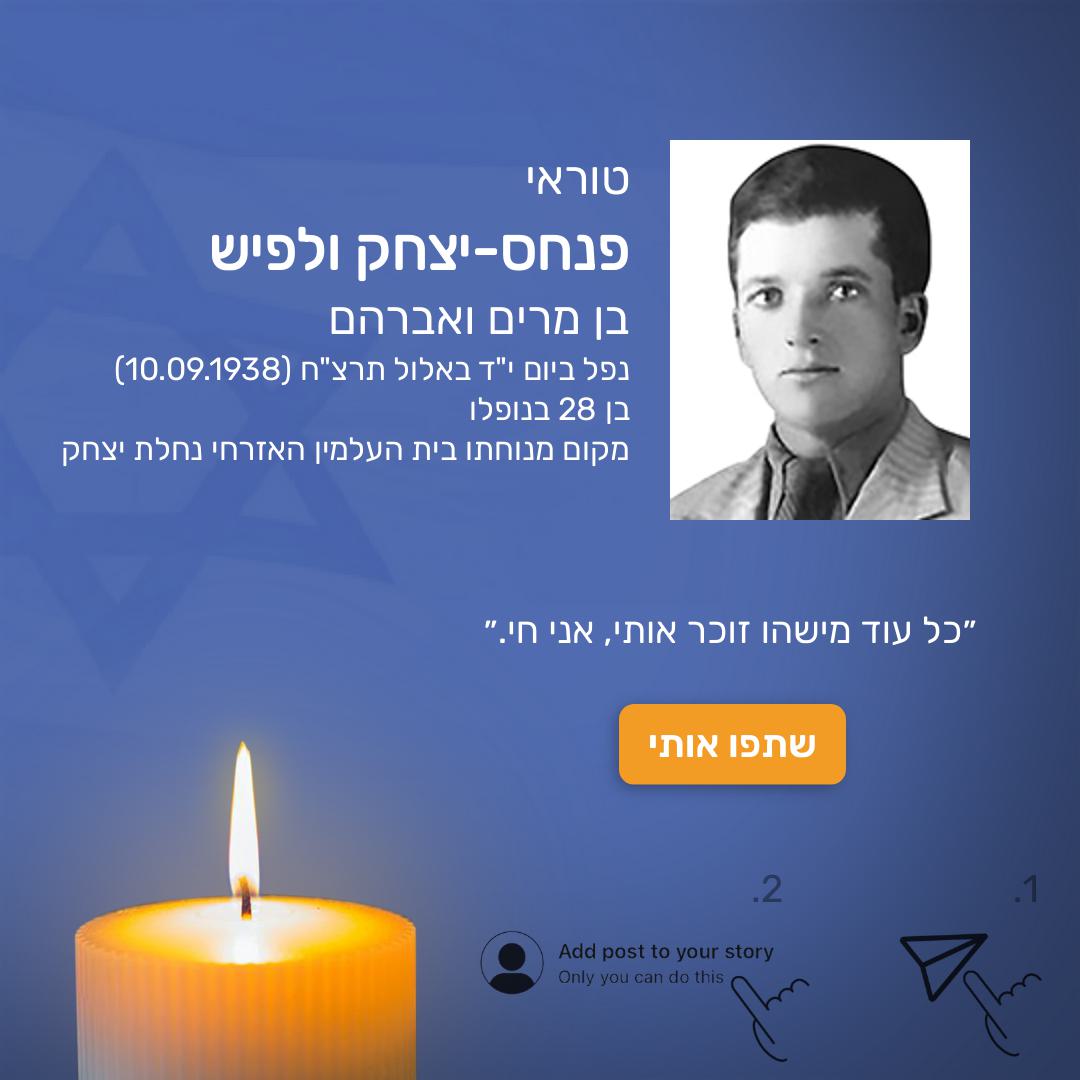 טוראי
פנחס-יצחק ולפיש
בן מרים ואברהם
נפל ביום י"ד באלול תרצ"ח (10.09.1938)
בן 28 בנופלו
מקום מנוחתו בית העלמין האזרחי נחלת יצחק
״כל עוד מישהו זוכר אותי, אני חי.״
שתפו אותי
1.
2.
Add post to your story
Only you can do this